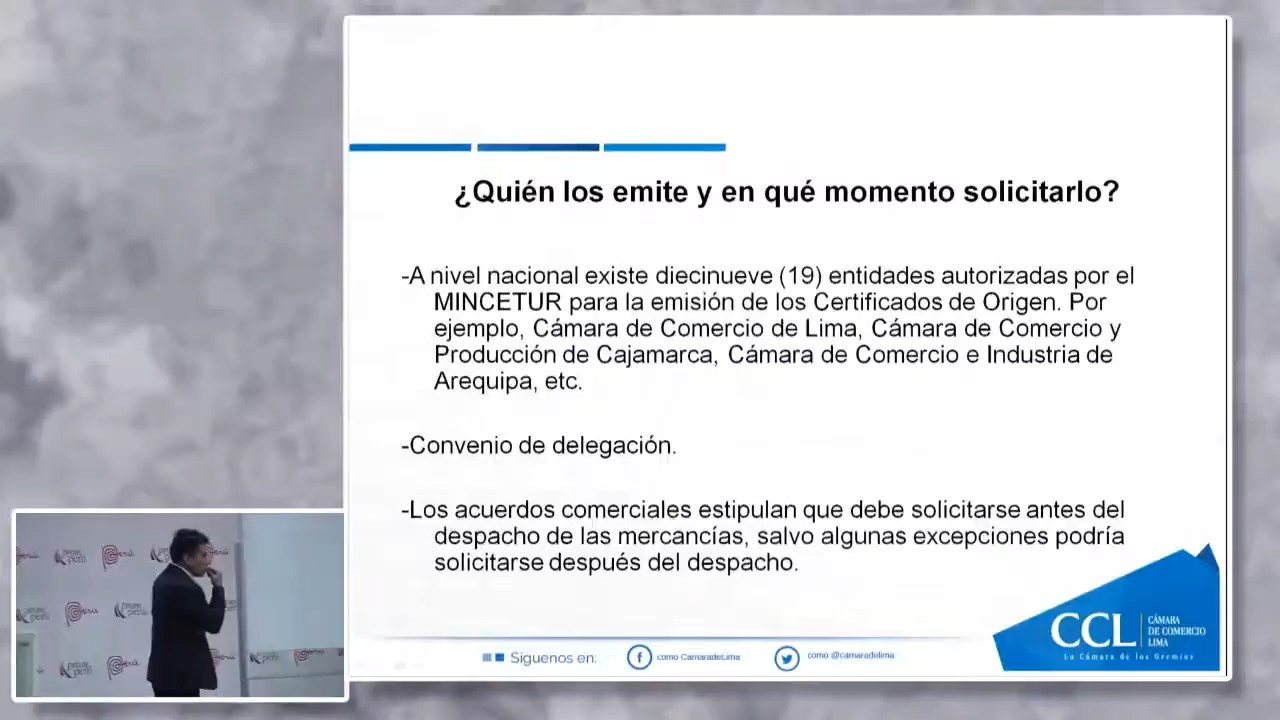 ¿Quién los emite y en qué momento solicitarlo?
-A nivel nacional existe diecinueve (19) entidades autorizadas por el
MINCETUR para la emisión de los Certificados de Origen. Por
ejemplo, Cámara de Comercio de Lima, Cámara de Comercio y
Producción de Cajamarca, Cámara de Comercio e Industria de
Arequipa, etc.
-Convenio de delegación.
-Los acuerdos comerciales estipulan que debe solicitarse antes del
despacho de las mercancías, salvo algunas excepciones podría
solicitarse después del despacho.
Síguenos en:
como CamaradeLima
como @camaradelima
CCL
CÁMARA
DE COMERCIO
LIMA
La Cámara de los Gremios
Perú
Perú
Perú